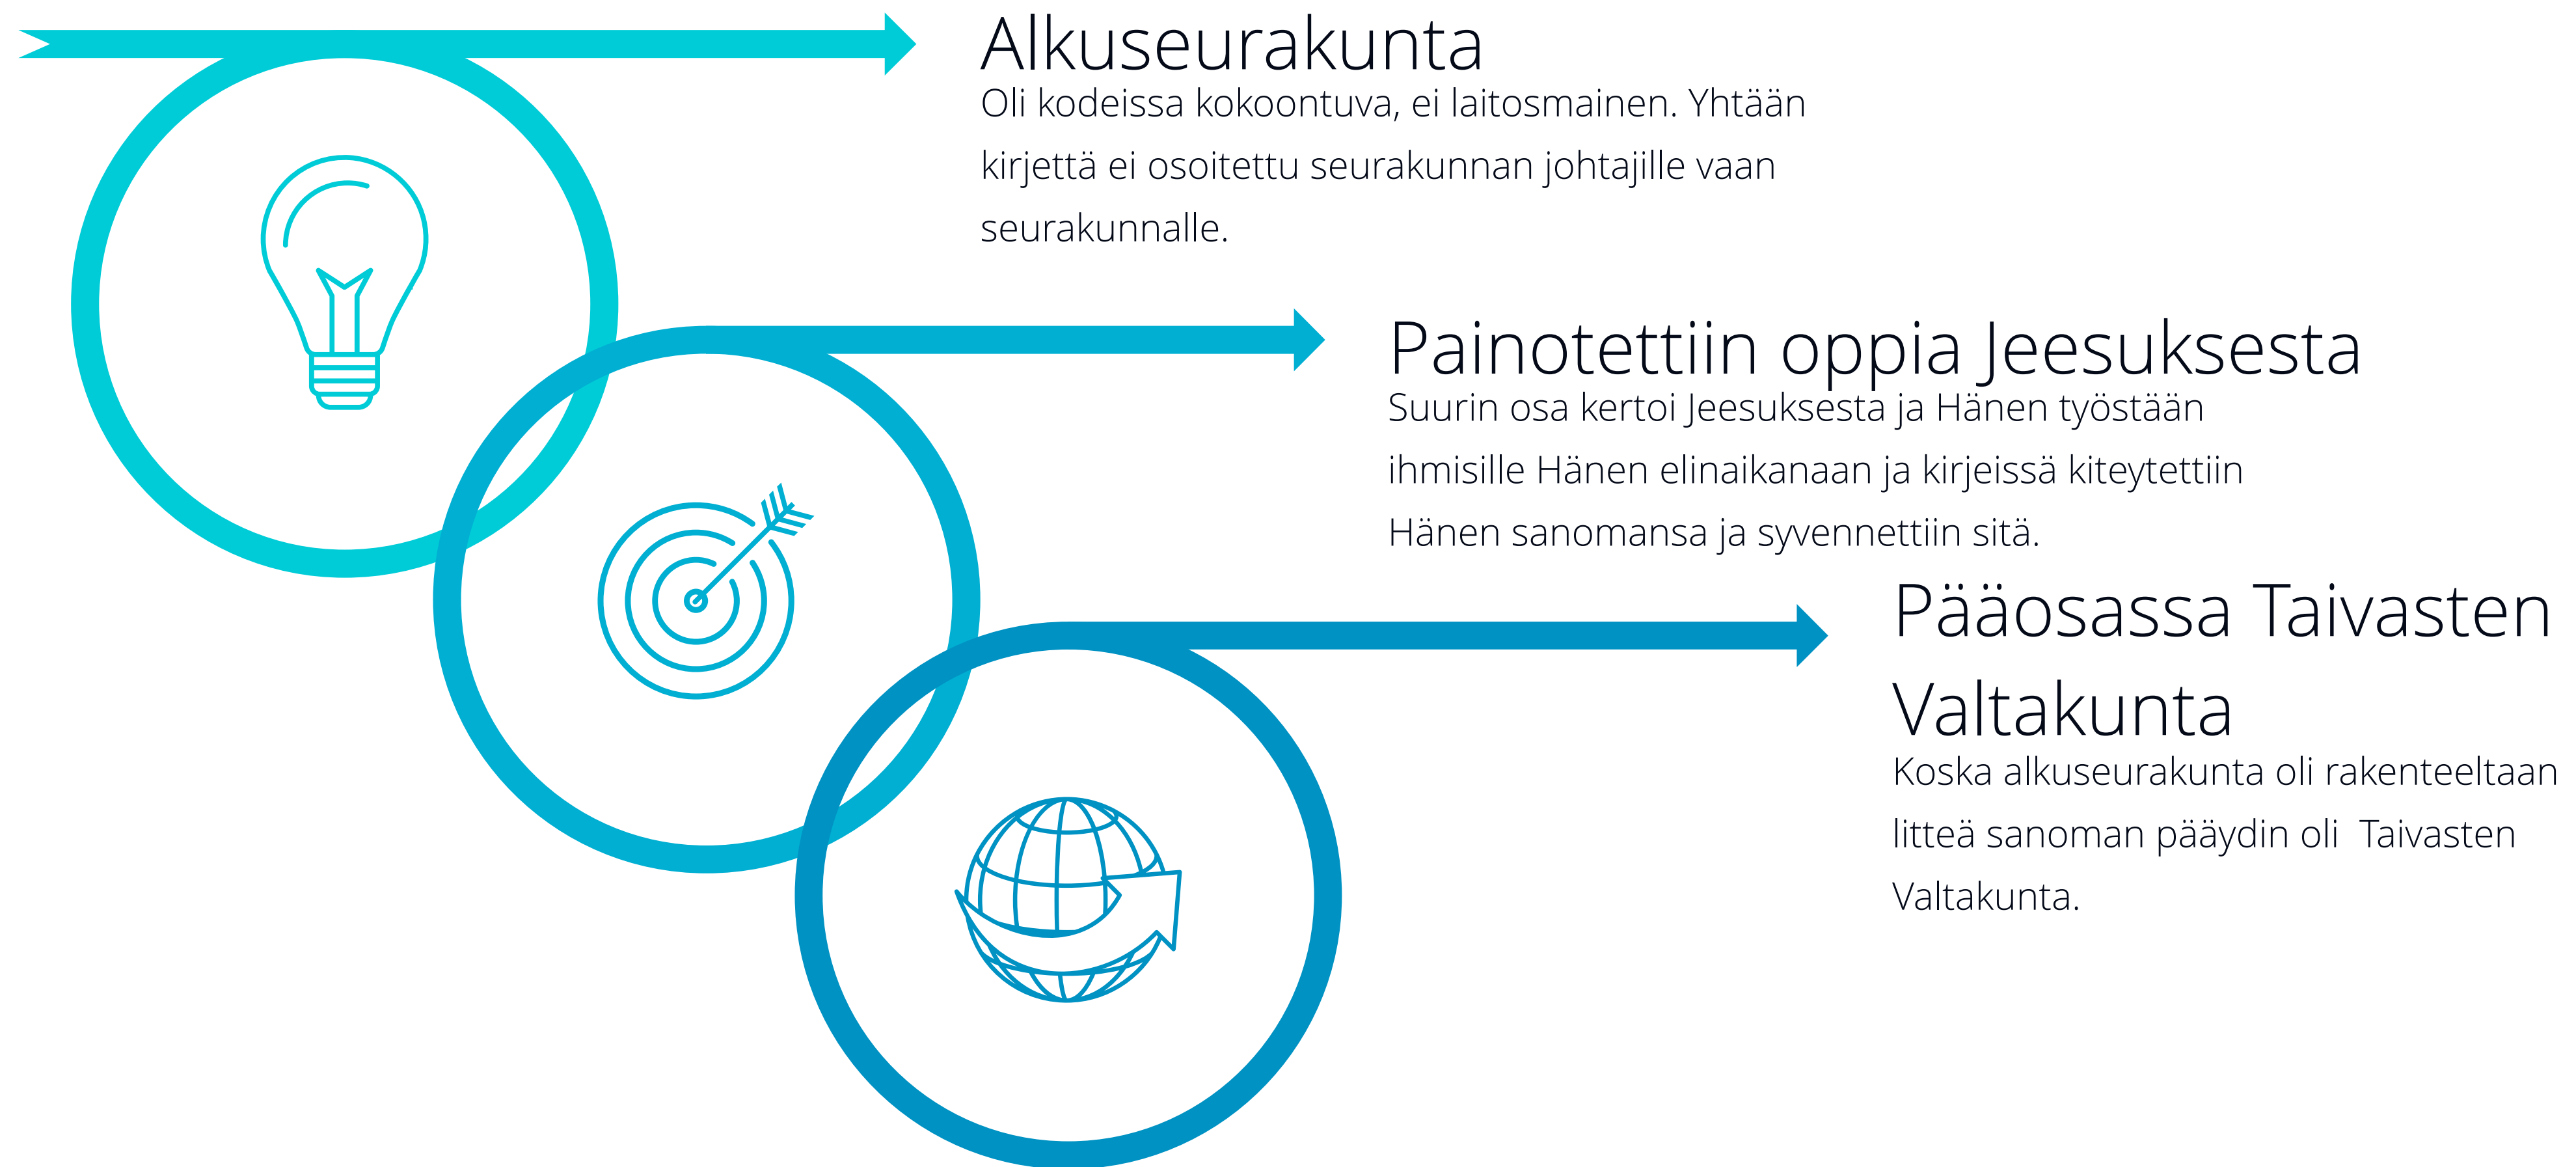 Alkuseurakunta
Oli kodeissa kokoontuva, ei laitosmainen. Yhtään
kirjettä ei osoitettu seurakunnan johtajille vaan
seurakunnalle.
Painotettiin oppia Jeesuksesta
Suurin osa kertoi Jeesuksesta ja Hänen työstään
ihmisille Hänen elinaikanaan ja kirjeissä kiteytettiin
Hänen sanomansa ja syvennettiin sitä.
Pääosassa Taivasten
Valtakunta
Koska alkuseurakunta oli rakenteeltaan
litteä sanoman pääydin oli  Taivasten
Valtakunta.